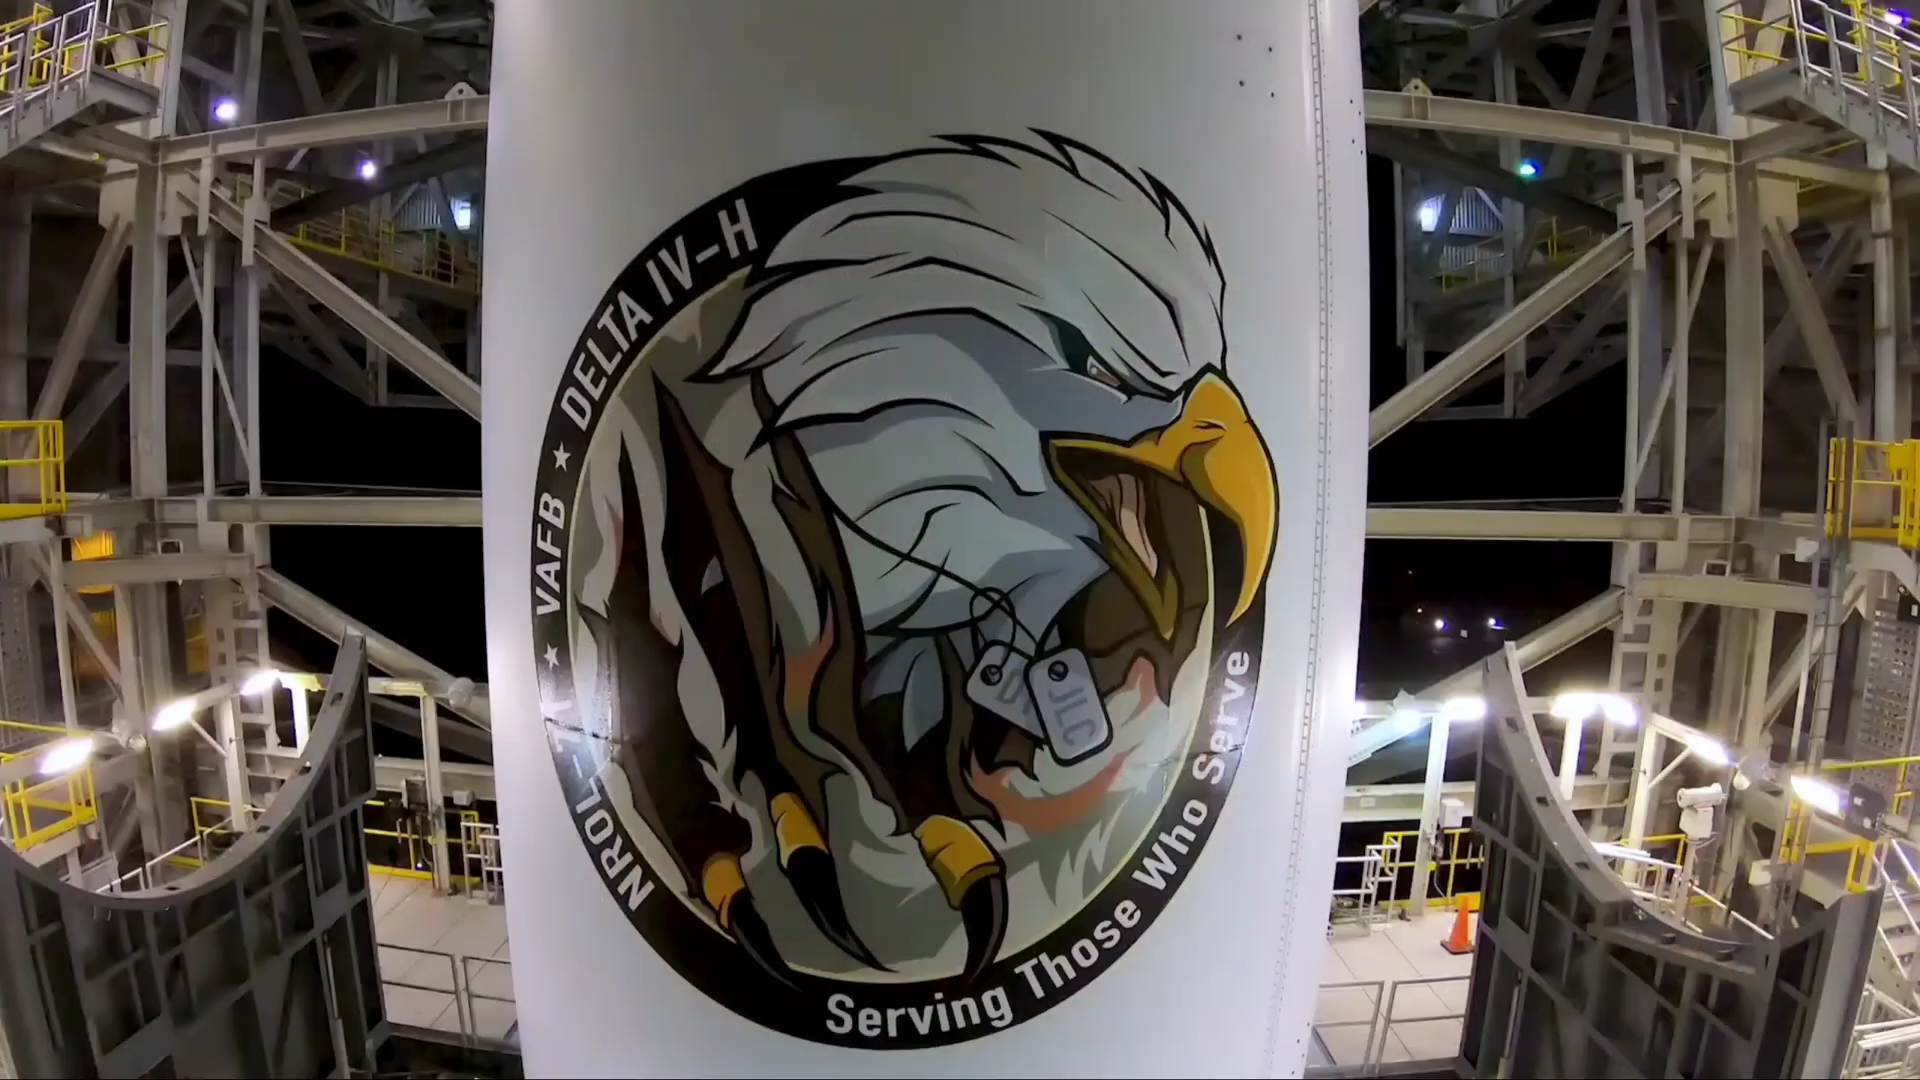 NROL-71 ★ VAFB ★ DELTA IV-H
Serving Those Who Serve
JLC